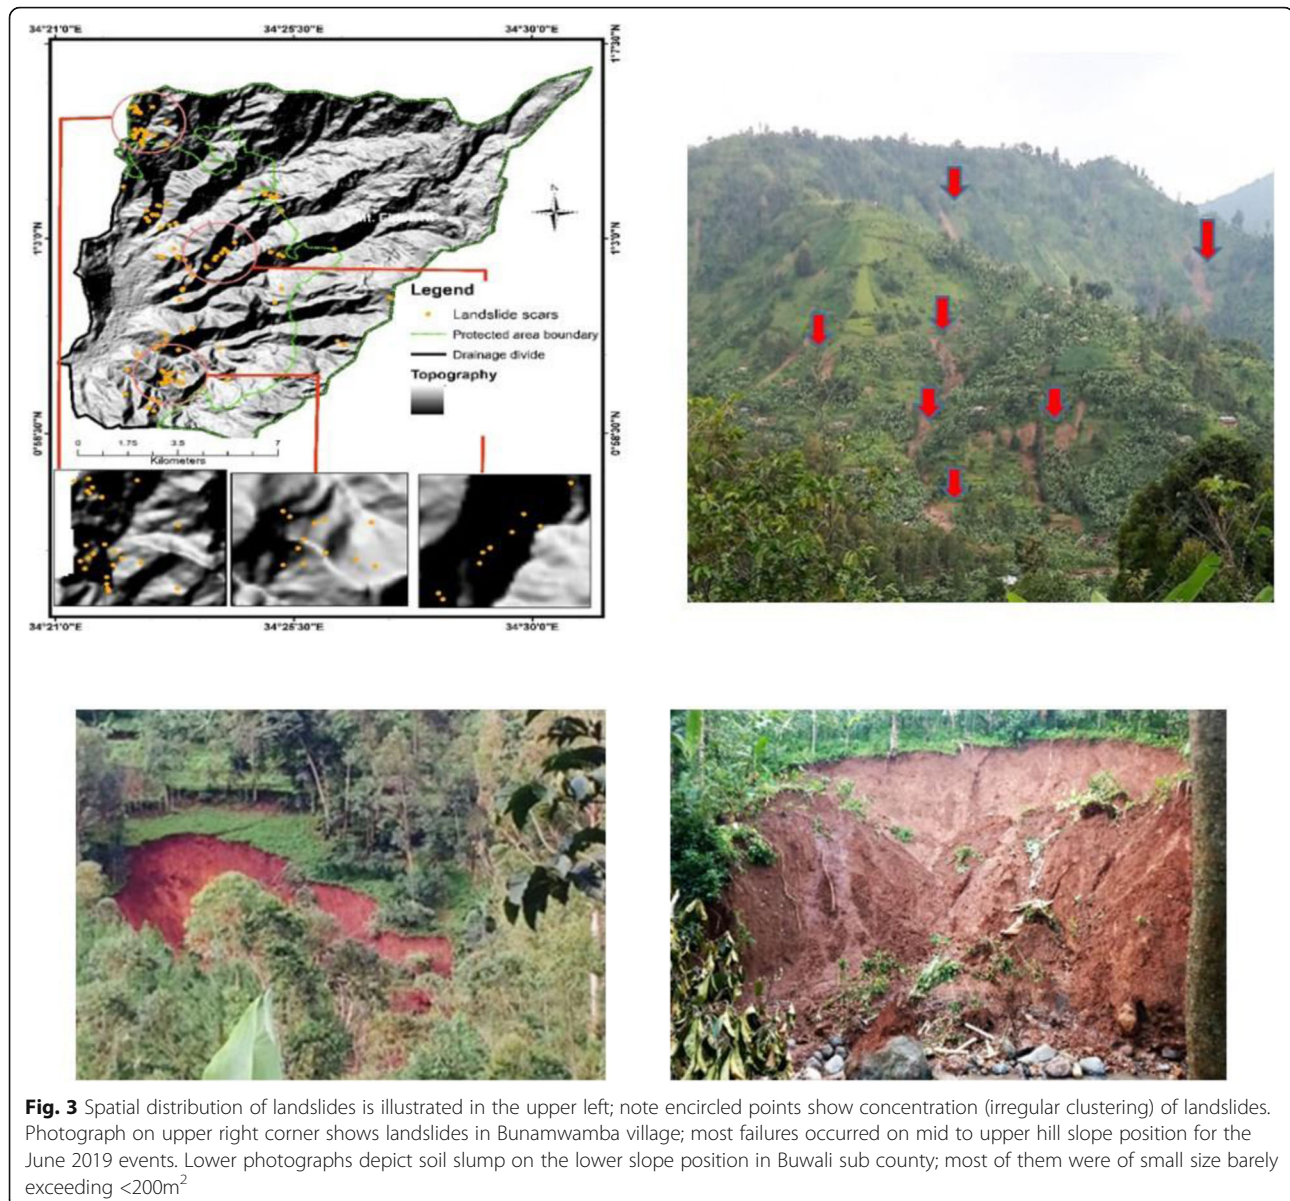 34°21'0"E 34°25'30"E 34°30'0"E
1°7'30"N
1°3'0"N 1°3'0"N
Legend
Landslide scars
Protected area boundary
Drainage divide
Topography
0°58'30"N 0°58'30"N
0 1.75 3.5 7
Kilometers
34°21'0"E 34°25'30"E 34°30'0"E
Fig. 3 Spatial distribution of landslides is illustrated in the upper left; note encircled points show concentration (irregular clustering) of landslides.
Photograph on upper right corner shows landslides in Bunamwamba village; most failures occurred on mid to upper hill slope position for the
June 2019 events. Lower photographs depict soil slump on the lower slope position in Buwali sub county; most of them were of small size barely
exceeding <200m²